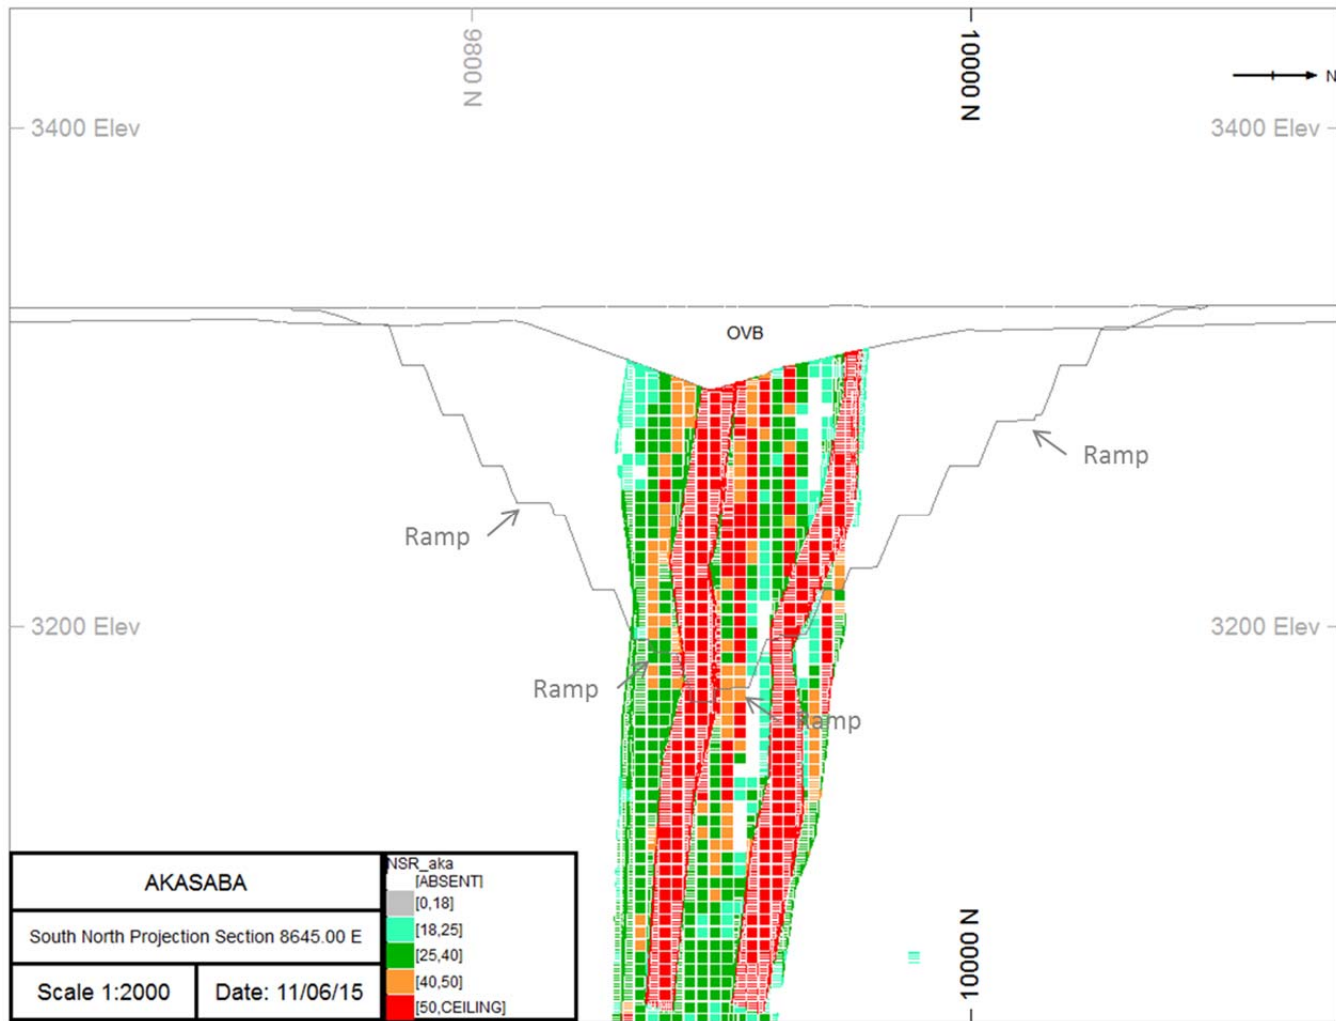 9800 N
10000 N
N
3400 Elev
3400 Elev
OVB
Ramp
Ramp
3200 Elev
3200 Elev
Ramp
Ramp
10000 N
AKASABA
South North Projection Section 8645.00 E
Scale 1:2000
Date: 11/06/15
NSR_aka
[ABSENT]
[0,18]
[18,25]
[25,40]
[40,50]
[50,CEILING]